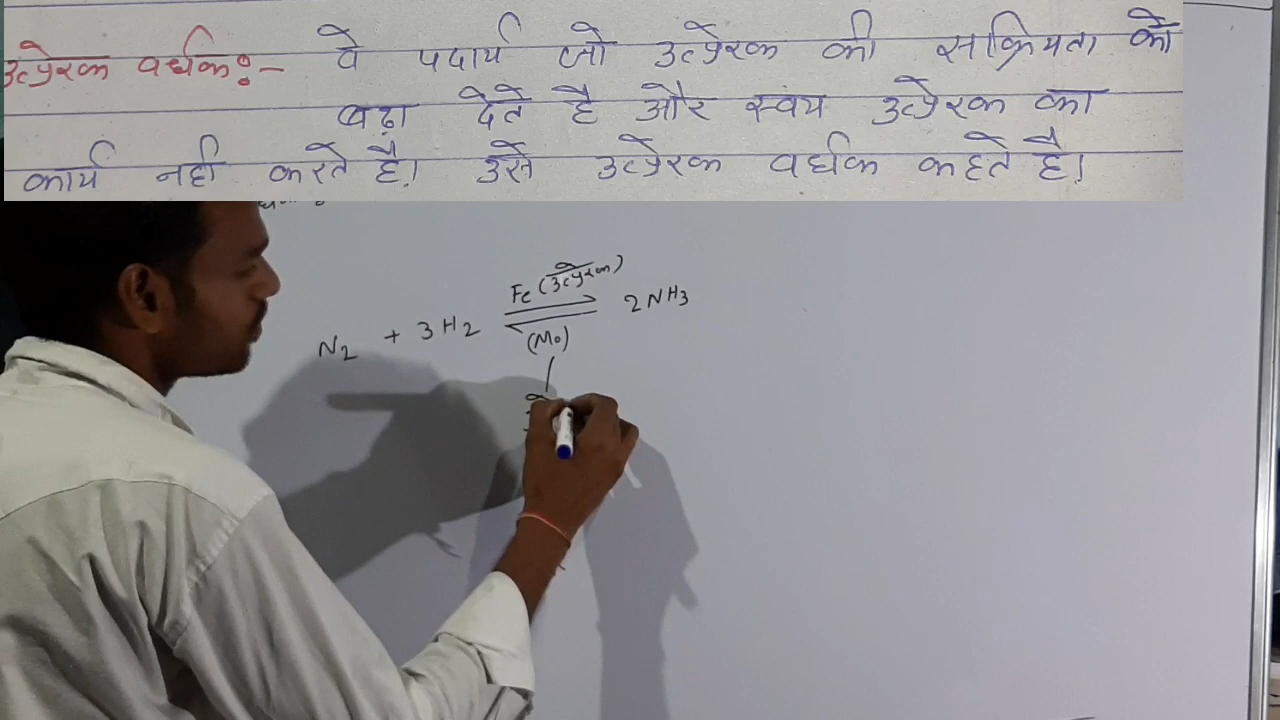 उत्प्रेरक वर्धकः- वे पदार्थ जो उत्प्रेरक की सक्रियता को
बढ़ा देते है और स्वंय उत्प्रेरक का
कार्य नही करते है। उसे उत्प्रेरक वर्धक कहते है।
Fe (उत्प्रेरक)
N2 + 3H2 ⇌ 2NH3
(Mo)